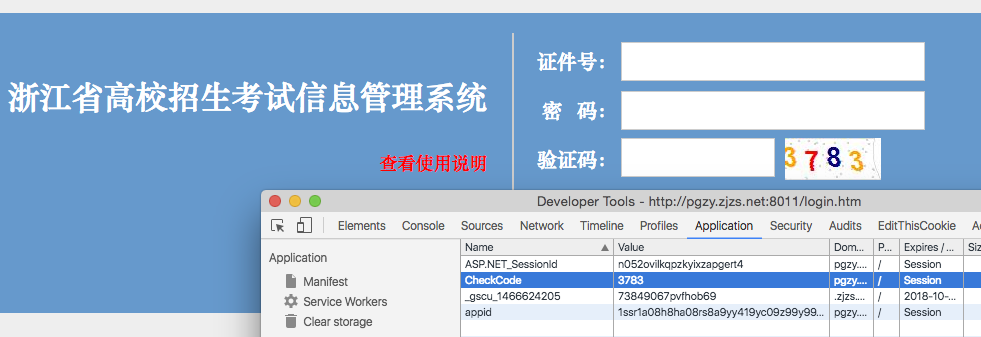 浙江省高校招生考试信息管理系统
查看使用说明
证件号：
密 码：
验证码：
3783
Developer Tools - http://pgzy.zjzs.net:8011/login.htm
Elements Console Sources Network Timeline Profiles Application Security Audits EditThisCookie
Application
Manifest
Service Workers
Clear storage
Name Value Dom... P... Expires / ... Siz
ASP.NET_SessionId n052ovilkqpzkyixzapgert4 pgzy.... / Session
CheckCode 3783 pgzy.... / Session
_gscu_1466624205 73849067pvfhob69 .zjzs.... / 2018-10-...
appid 1ssr1a08h8ha08rs8a9yy419yc09z99y99... pgzy.... / Session